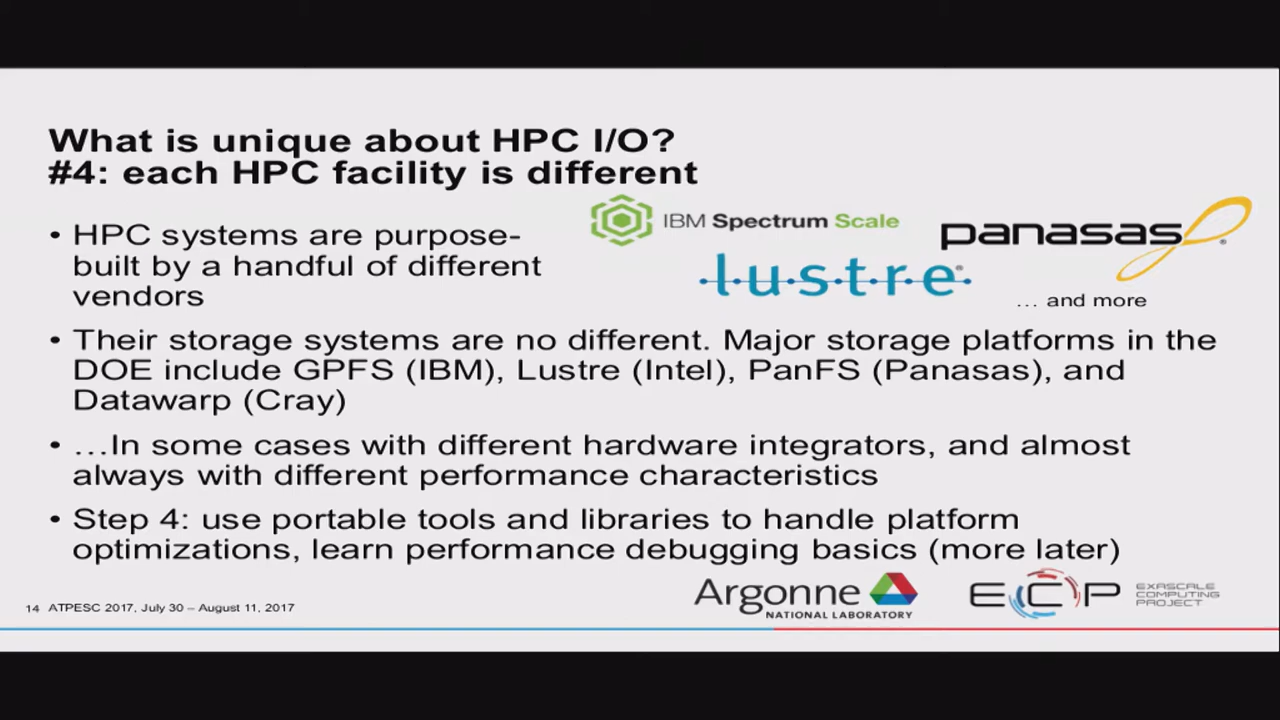 What is unique about HPC I/O?
#4: each HPC facility is different
• HPC systems are purpose-
built by a handful of different
vendors
IBM Spectrum Scale
panasas®
lustre®
... and more
• Their storage systems are no different. Major storage platforms in the
DOE include GPFS (IBM), Lustre (Intel), PanFS (Panasas), and
Datawarp (Cray)
• …In some cases with different hardware integrators, and almost
always with different performance characteristics
• Step 4: use portable tools and libraries to handle platform
optimizations, learn performance debugging basics (more later)
14 ATPESC 2017, July 30 – August 11, 2017
Argonne
NATIONAL LABORATORY
ECP
EXASCALE
COMPUTING
PROJECT